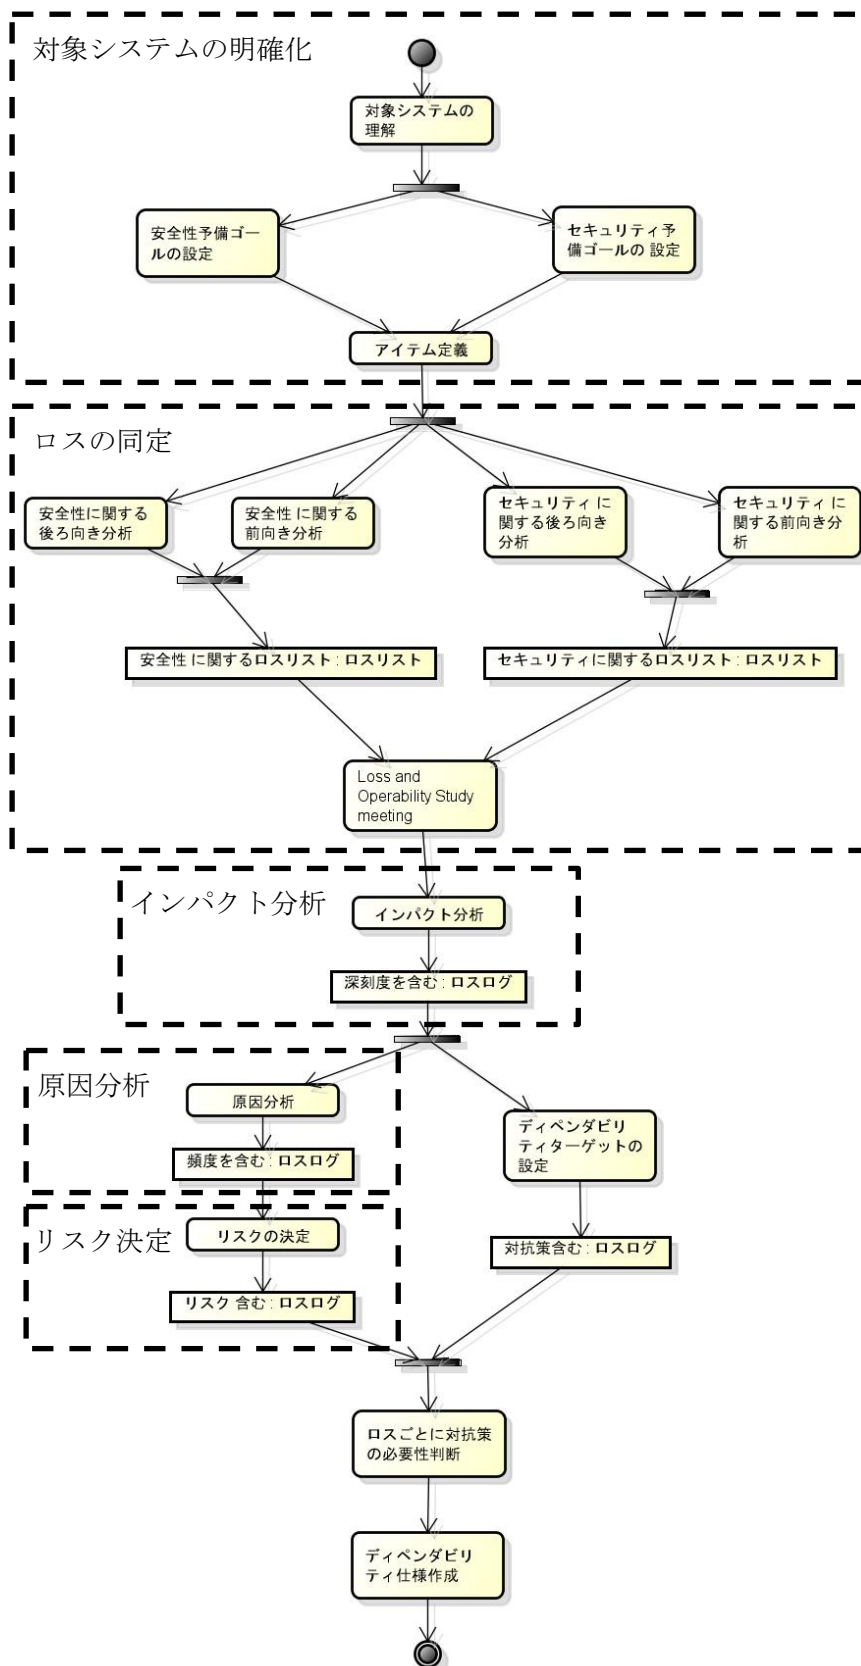 対象システムの明確化
対象システムの
理解
安全性予備ゴー
ルの設定
セキュリティ予
備ゴールの 設定
アイテム定義
ロスの同定
安全性に関する
後ろ向き分析
安全性 に関する
前向き分析
セキュリティ に
関する後ろ向き
分析
セキュリティ に
関する前向き分
析
安全性 に関するロスリスト : ロスリスト
セキュリティに関するロスリスト : ロスリスト
Loss and
Operability Study
meeting
インパクト分析
インパクト分析
深刻度を含む : ロスログ
原因分析
原因分析
頻度を含む : ロスログ
ディペンダビリ
ティターゲットの
設定
リスク決定
リスクの決定
リスク 含む : ロスログ
対抗策含む : ロスログ
ロスごとに対抗策
の必要性判断
ディペンダビリ
ティ仕様作成